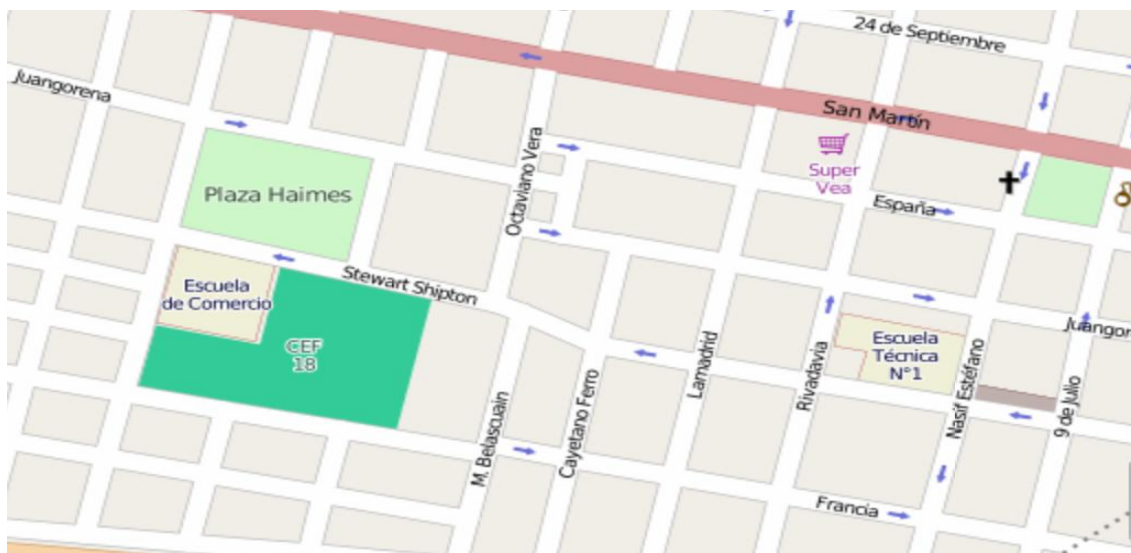 24 de Septiembre
Juangorena
San Martín
Octaviano Vera
Super
Vea
Plaza Haimes
España
Stewart Shipton
Escuela
de Comercio
Juangor
CEF
18
Escuela
Técnica
N°1
Lamadrid
Rivadavia
Nasif Estéfano
9 de Julio
M. Belascuain
Cayetano Ferro
Francia